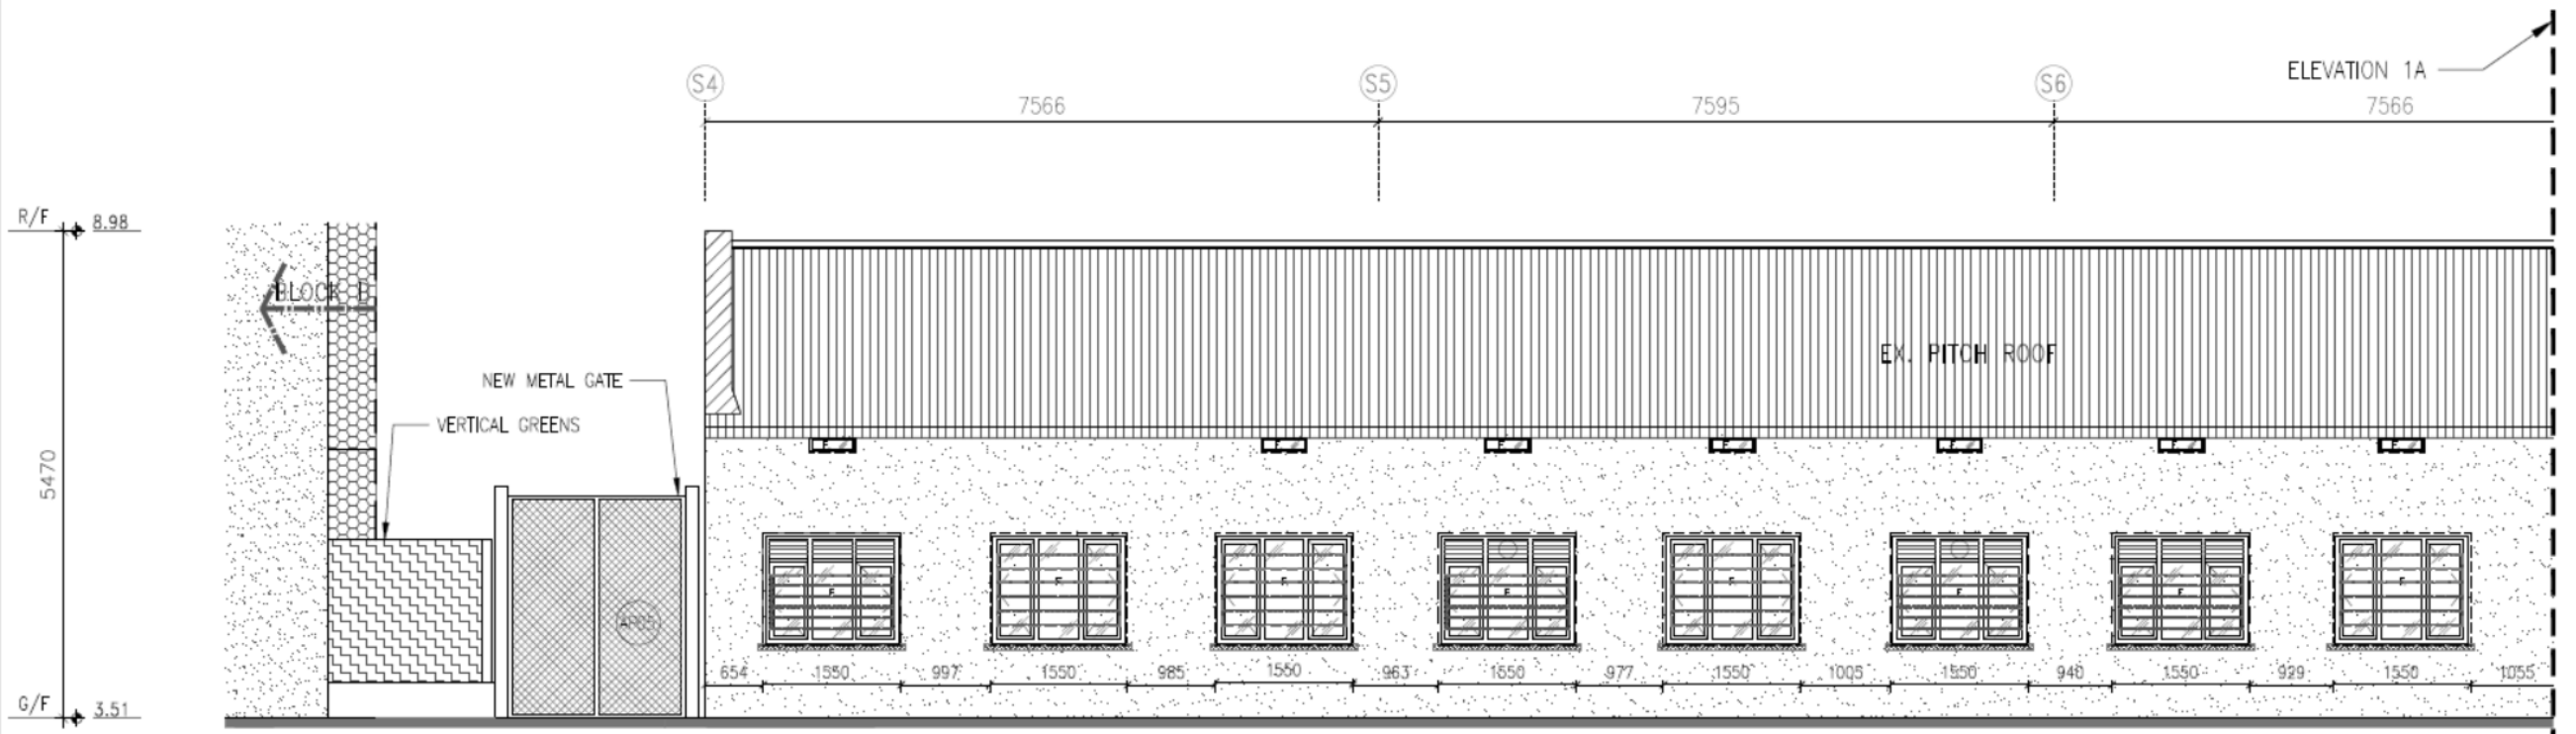 ELEVATION 1A
S4
S5
S6
7566
7595
7566
R/F
8.98
BLOCK
EX. PITCH ROOF
NEW METAL GATE
VERTICAL GREENS
F
F
F
F
F
F
F
5470
F
F
F
F
F
F
F
F
AP05
654
1550
997
1550
985
1550
963
1550
977
1550
1005
1550
940
1550
939
1550
1055
G/F
3.51